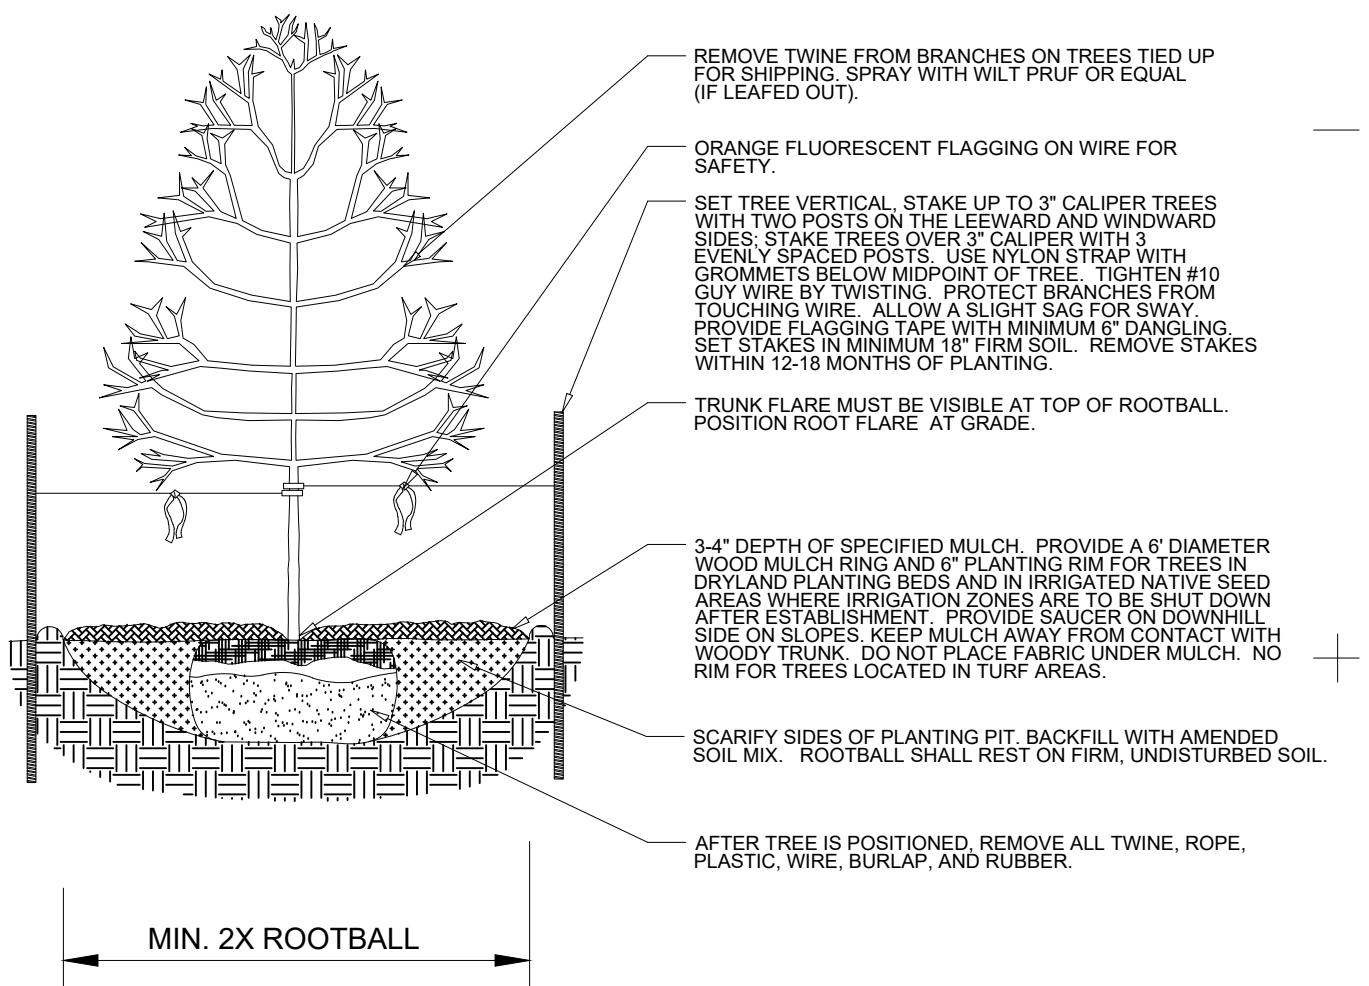 REMOVE TWINE FROM BRANCHES ON TREES TIED UP
FOR SHIPPING. SPRAY WITH WILT PRUF OR EQUAL
(IF LEAFED OUT).
ORANGE FLUORESCENT FLAGGING ON WIRE FOR
SAFETY.
SET TREE VERTICAL, STAKE UP TO 3" CALIPER TREES
WITH TWO POSTS ON THE LEEWARD AND WINDWARD
SIDES; STAKE TREES OVER 3" CALIPER WITH 3
EVENLY SPACED POSTS. USE NYLON STRAP WITH
GROMMETS BELOW MIDPOINT OF TREE. TIGHTEN #10
GUY WIRE BY TWISTING. PROTECT BRANCHES FROM
TOUCHING WIRE. ALLOW A SLIGHT SAG FOR SWAY.
PROVIDE FLAGGING TAPE WITH MINIMUM 6" DANGLING.
SET STAKES IN MINIMUM 18" FIRM SOIL. REMOVE STAKES
WITHIN 12-18 MONTHS OF PLANTING.
TRUNK FLARE MUST BE VISIBLE AT TOP OF ROOTBALL.
POSITION ROOT FLARE AT GRADE.
3-4" DEPTH OF SPECIFIED MULCH. PROVIDE A 6' DIAMETER
WOOD MULCH RING AND 6" PLANTING RIM FOR TREES IN
DRYLAND PLANTING BEDS AND IN IRRIGATED NATIVE SEED
AREAS WHERE IRRIGATION ZONES ARE TO BE SHUT DOWN
AFTER ESTABLISHMENT. PROVIDE SAUCER ON DOWNHILL
SIDE ON SLOPES. KEEP MULCH AWAY FROM CONTACT WITH
WOODY TRUNK. DO NOT PLACE FABRIC UNDER MULCH. NO
RIM FOR TREES LOCATED IN TURF AREAS.
SCARIFY SIDES OF PLANTING PIT. BACKFILL WITH AMENDED
SOIL MIX. ROOTBALL SHALL REST ON FIRM, UNDISTURBED SOIL.
AFTER TREE IS POSITIONED, REMOVE ALL TWINE, ROPE,
PLASTIC, WIRE, BURLAP, AND RUBBER.
MIN. 2X ROOTBALL